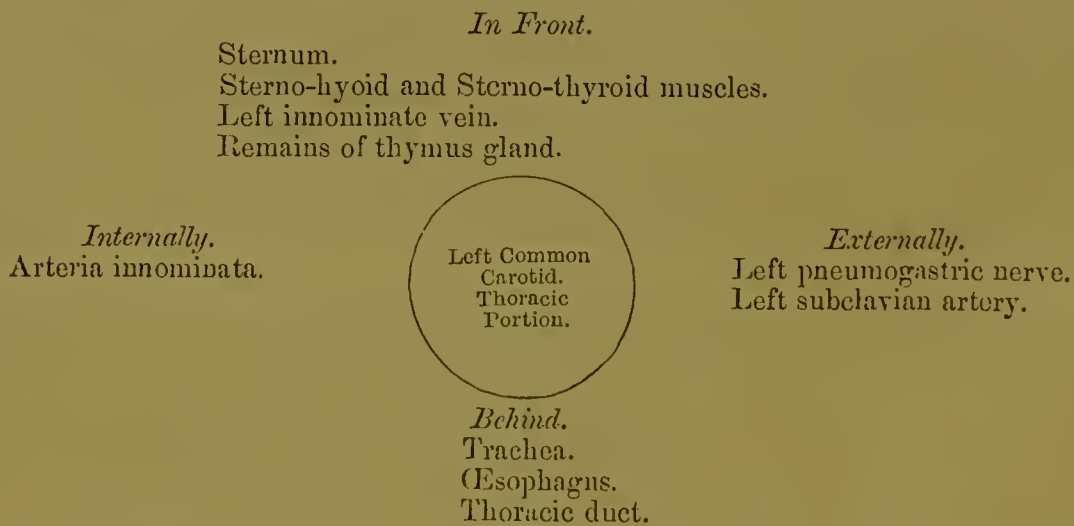 In Front.
Sternum.
Sterno-hyoid and Sterno-thyroid muscles.
Left innominate vein.
Remains of thymus gland.
Internally.
Arteria innominata.
Left Common
Carotid.
Thoracic
Portion.
Externally.
Left pneumogastric nerve.
Left subclavian artery.
Behind.
Trachea.
Œsophagus.
Thoracic duct.